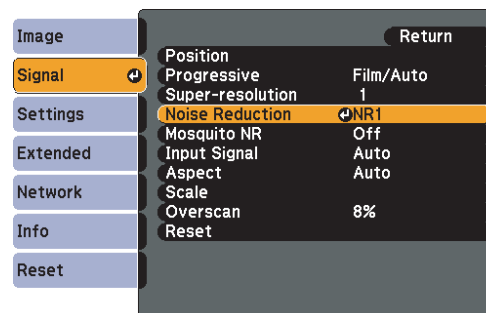 Image
Signal
Settings
Extended
Network
Info
Reset
Return
Position
Progressive Film/Auto
Super-resolution 1
Noise Reduction NR1
Mosquito NR Off
Input Signal Auto
Aspect Auto
Scale
Overscan 8%
Reset